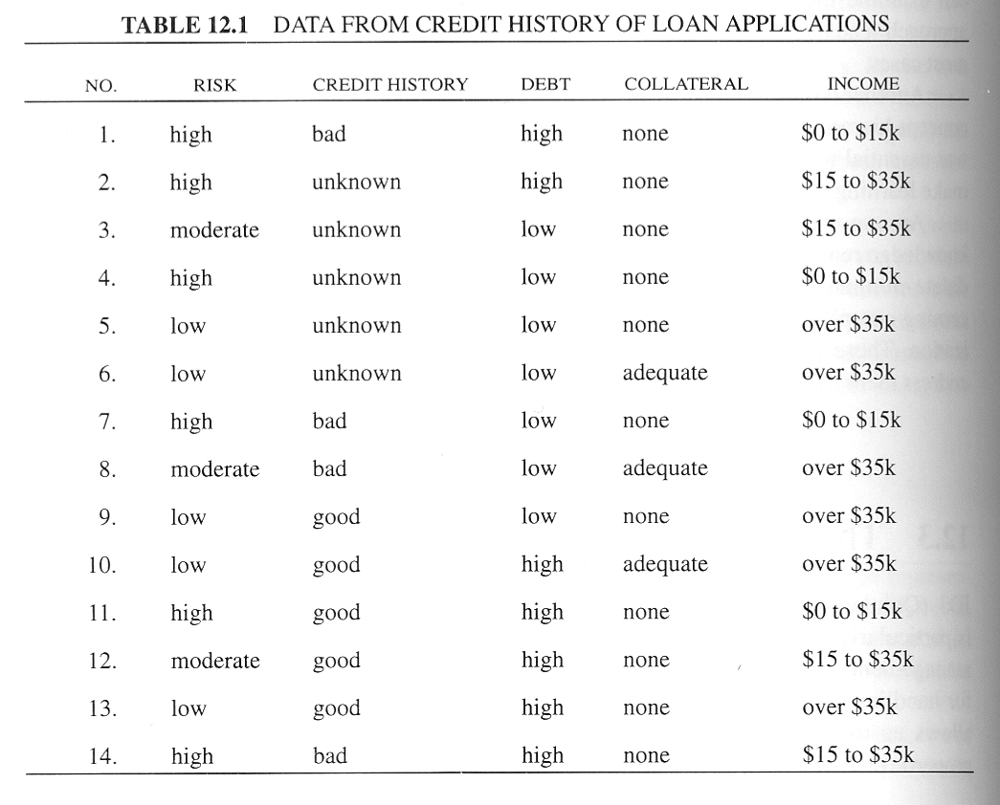 TABLE 12.1 DATA FROM CREDIT HISTORY OF LOAN APPLICATIONS
NO. RISK CREDIT HISTORY DEBT COLLATERAL INCOME
1. high bad high none $0 to $15k
2. high unknown high none $15 to $35k
3. moderate unknown low none $15 to $35k
4. high unknown low none $0 to $15k
5. low unknown low none over $35k
6. low unknown low adequate over $35k
7. high bad low none $0 to $15k
8. moderate bad low adequate over $35k
9. low good low none over $35k
10. low good high adequate over $35k
11. high good high none $0 to $15k
12. moderate good high none $15 to $35k
13. low good high none over $35k
14. high bad high none $15 to $35k